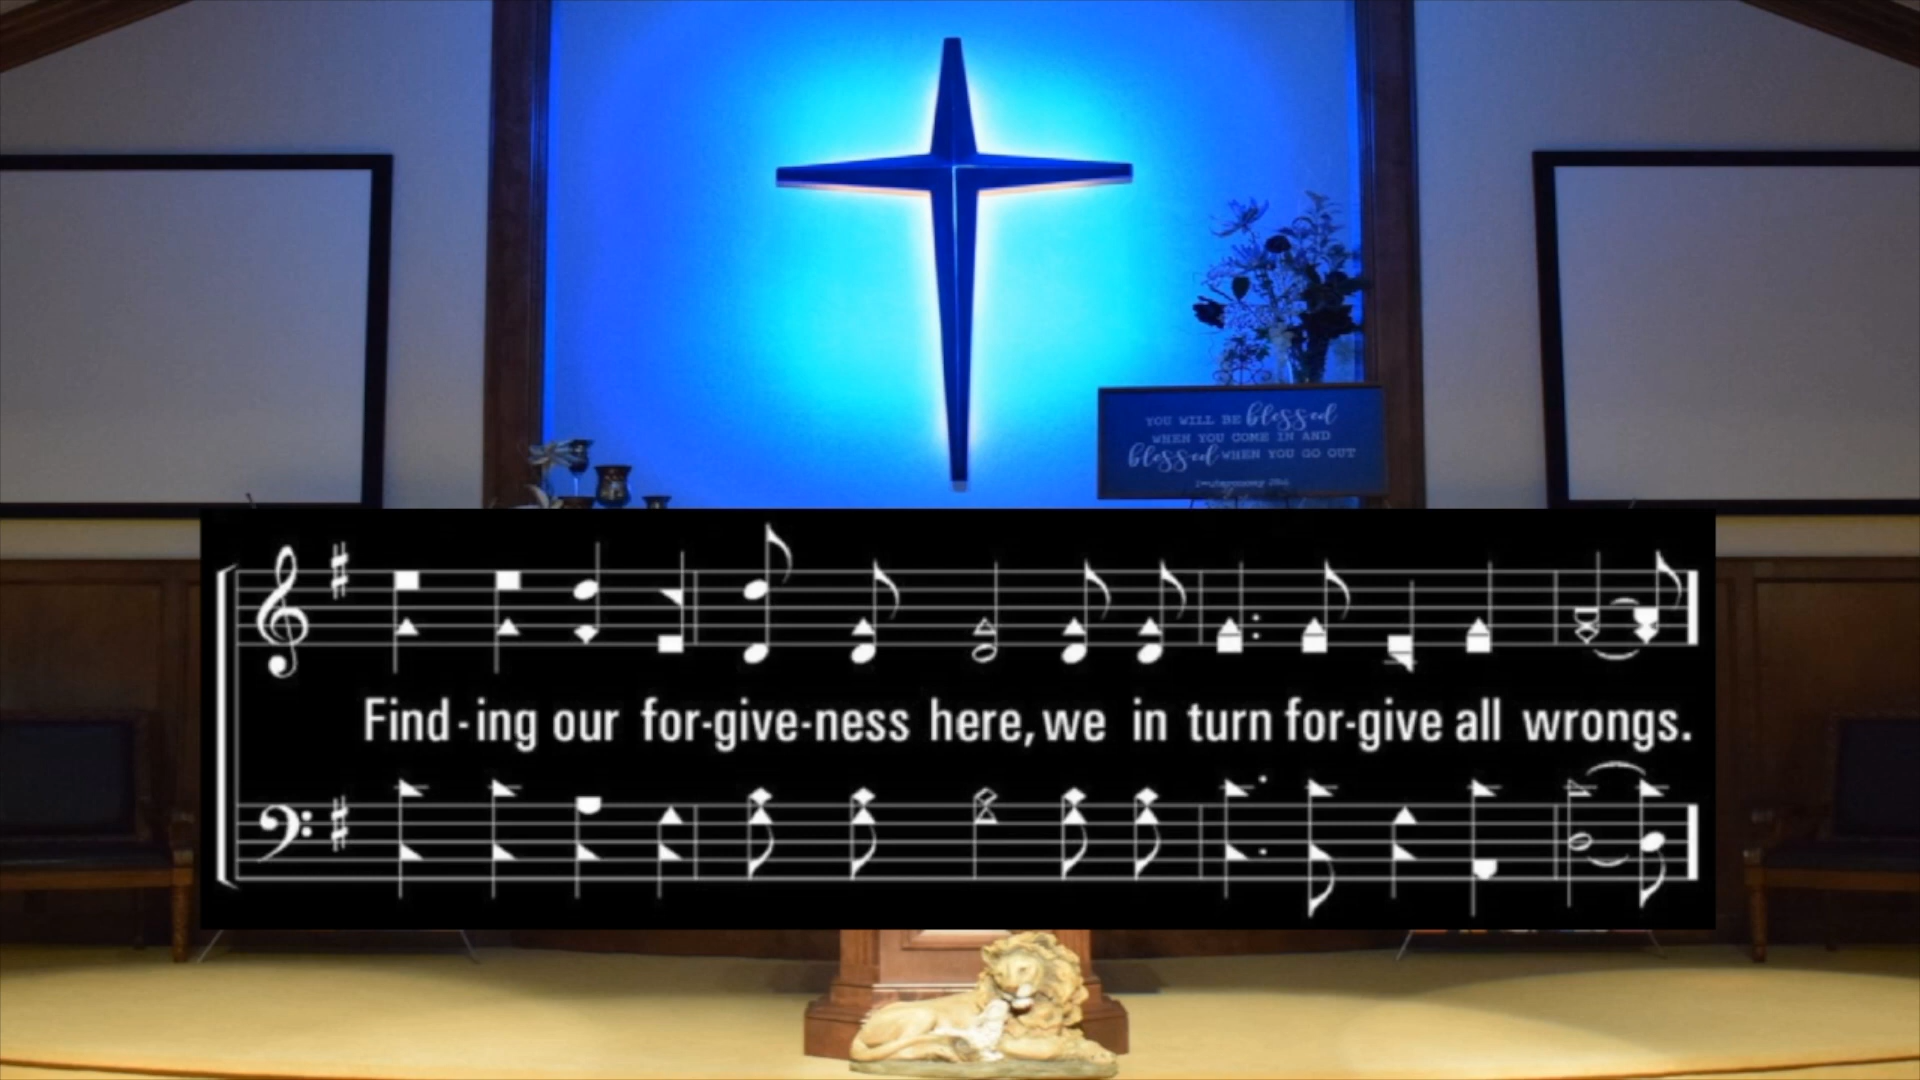 YOU WILL BE blessed
WHEN YOU COME IN AND
blessed WHEN YOU GO OUT
Find-ing our for-give-ness here, we in turn for-give all wrongs.